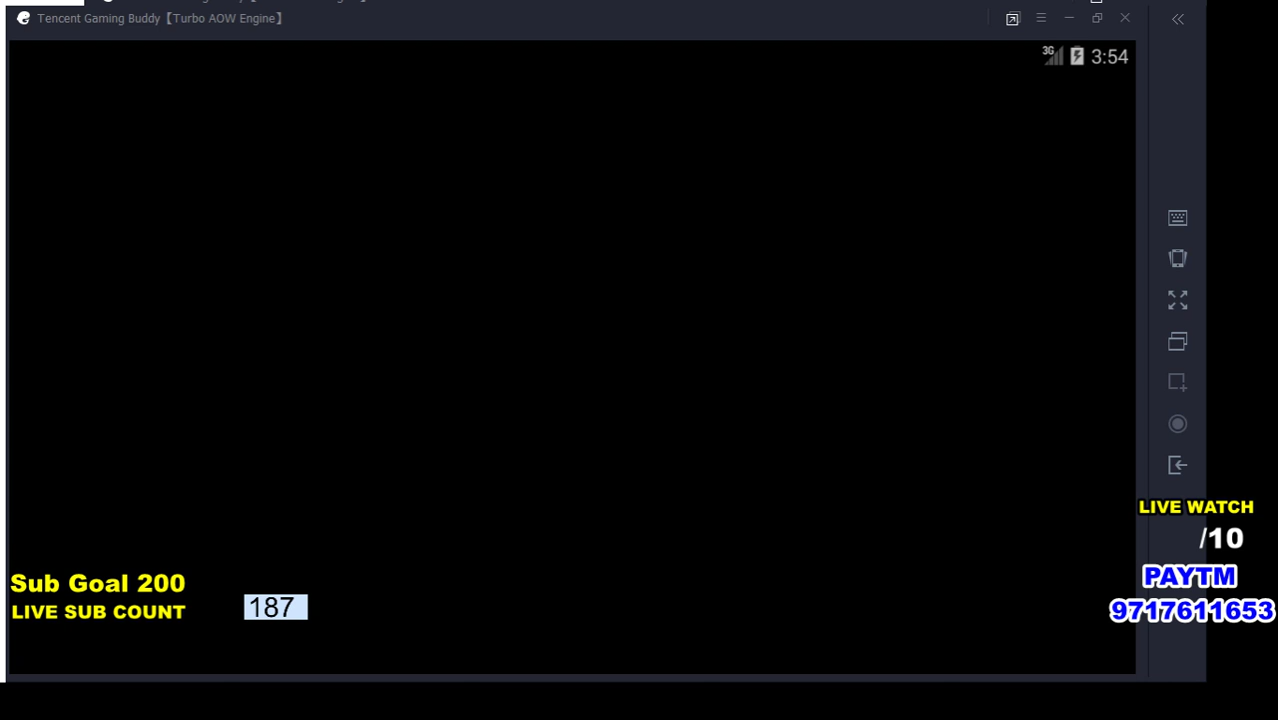 Tencent Gaming Buddy【Turbo AOW Engine】
3G 3:54
LIVE WATCH
/10
PAYTM
9717611653
Sub Goal 200
LIVE SUB COUNT 187